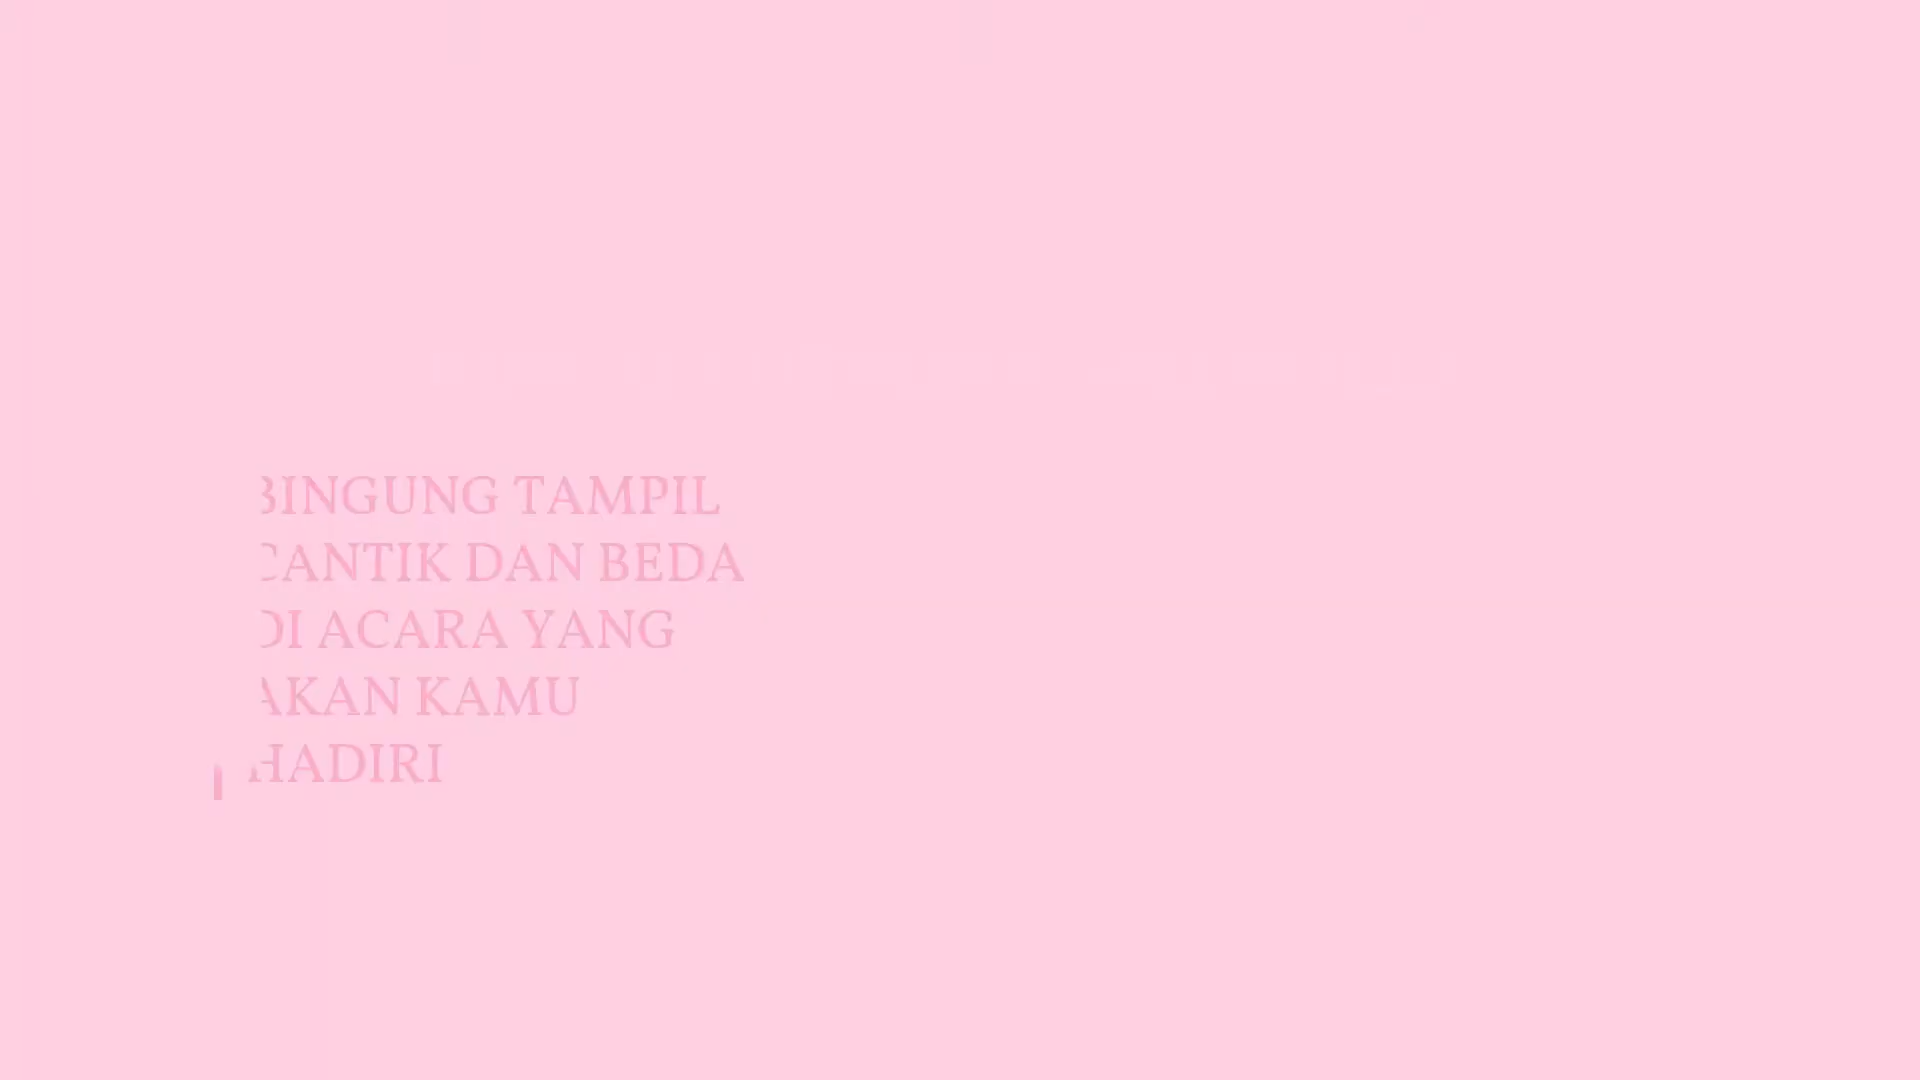 BINGUNG TAMPIL
CANTIK DAN BEDA
DI ACARA YANG
AKAN KAMU
HADIRI